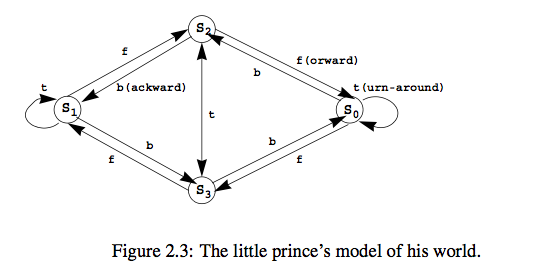 S2
f
f(orward)
b
t
b(ackward)
t(urn-around)
S1
t
S0
b
b
f
f
S3
Figure 2.3: The little prince's model of his world.